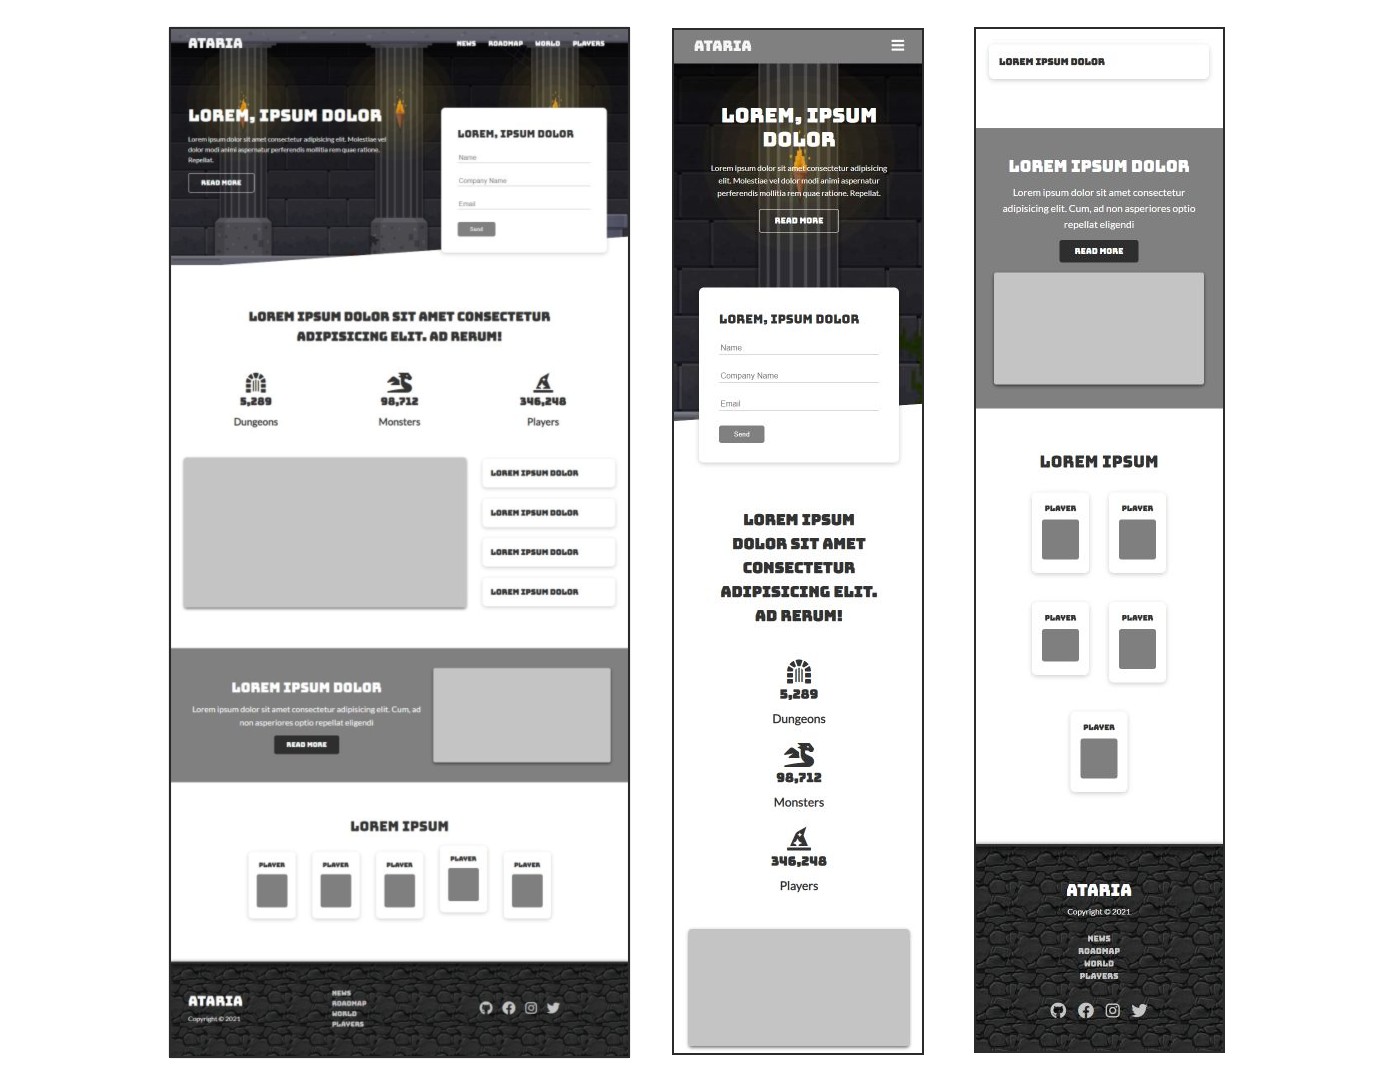 ATARIA
NEWS ROADMAP WORLD PLAYERS
LOREM, IPSUM DOLOR
Lorem ipsum dolor sit amet consectetur adipisicing elit. Molestiae vel
dolor modi animi aspernatur perferendis mollitia rem quae ratione.
Repellat.
READ MORE
LOREM, IPSUM DOLOR
Name
Company Name
Email
Send
LOREM IPSUM DOLOR SIT AMET CONSECTETUR
ADIPISICING ELIT. AD RERUM!
5,289
Dungeons
98,712
Monsters
346,248
Players
LOREM IPSUM DOLOR
LOREM IPSUM DOLOR
LOREM IPSUM DOLOR
LOREM IPSUM DOLOR
LOREM IPSUM DOLOR
Lorem ipsum dolor sit amet consectetur adipisicing elit. Cum, ad
non asperiores optio repellat eligendi
READ MORE
LOREM IPSUM
PLAYER
PLAYER
PLAYER
PLAYER
PLAYER
ATARIA
Copyright © 2021
NEWS
ROADMAP
WORLD
PLAYERS
ATARIA
LOREM, IPSUM
DOLOR
Lorem ipsum dolor sit amet consectetur adipisicing
elit. Molestiae vel dolor modi animi aspernatur
perferendis mollitia rem quae ratione. Repellat.
READ MORE
LOREM, IPSUM DOLOR
Name
Company Name
Email
Send
LOREM IPSUM
DOLOR SIT AMET
CONSECTETUR
ADIPISICING ELIT.
AD RERUM!
5,289
Dungeons
98,712
Monsters
346,248
Players
LOREM IPSUM DOLOR
LOREM IPSUM DOLOR
Lorem ipsum dolor sit amet consectetur
adipisicing elit. Cum, ad non asperiores optio
repellat eligendi
READ MORE
LOREM IPSUM
PLAYER
PLAYER
PLAYER
PLAYER
PLAYER
ATARIA
Copyright © 2021
NEWS
ROADMAP
WORLD
PLAYERS